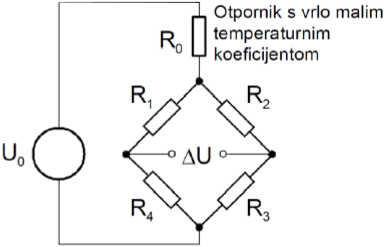 Otpornik s vrlo malim
temperaturnim
koeficijentom
R₀
R₁
R₂
U₀
ΔU
R₄
R₃